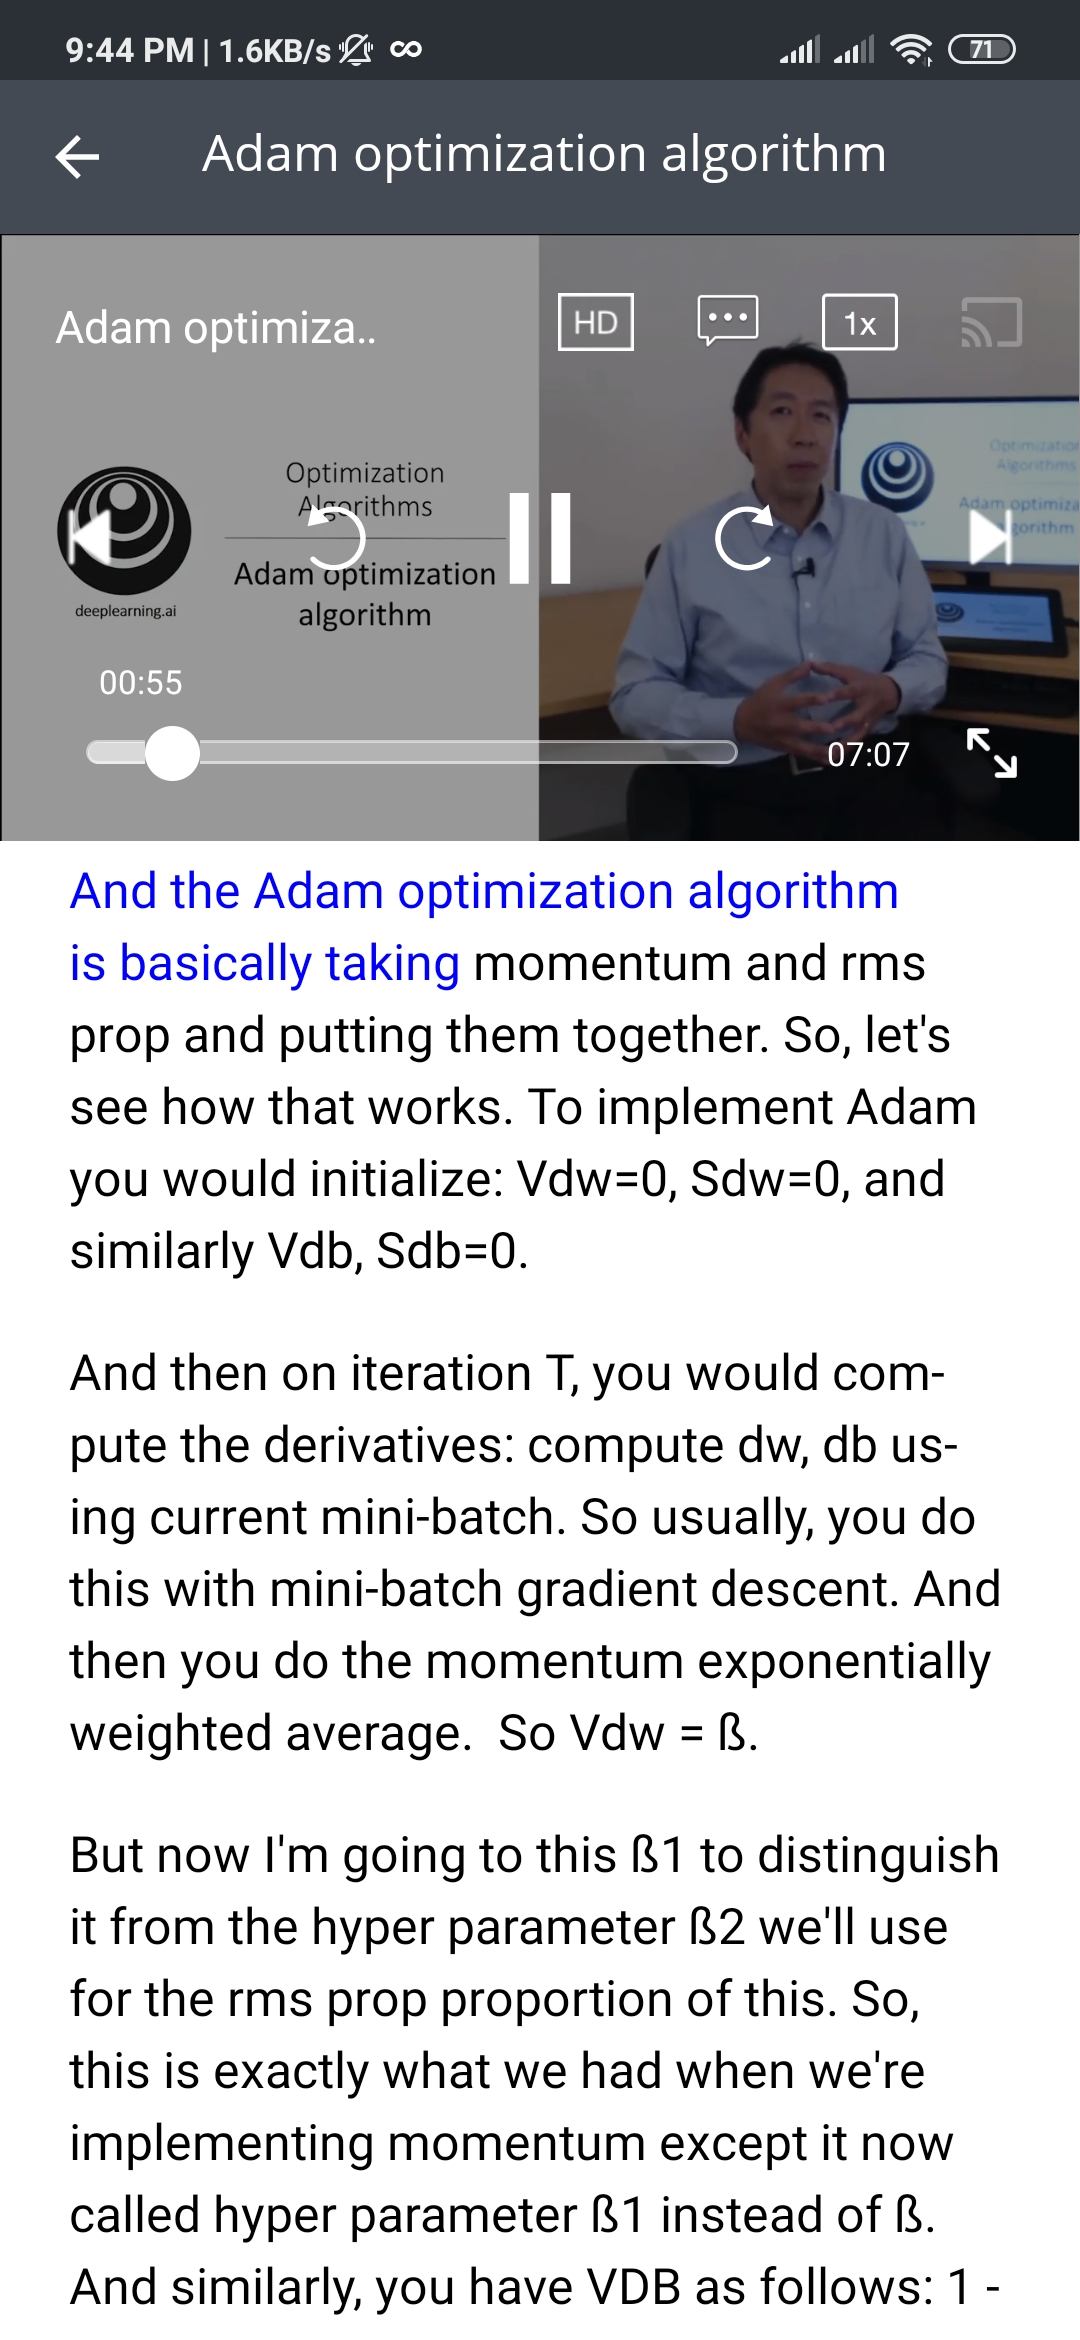 9:44 PM | 1.6KB/s
71
Adam optimization algorithm
Adam optimiza..
HD
1x
Optimization
Algorithms
Adam optimization
algorithm
deeplearning.ai
Optimization
Algorithms
Adam optimiza
gorithm
00:55
07:07
And the Adam optimization algorithm
is basically taking momentum and rms
prop and putting them together. So, let's
see how that works. To implement Adam
you would initialize: Vdw=0, Sdw=0, and
similarly Vdb, Sdb=0.
And then on iteration T, you would com-
pute the derivatives: compute dw, db us-
ing current mini-batch. So usually, you do
this with mini-batch gradient descent. And
then you do the momentum exponentially
weighted average.  So Vdw = ß.
But now I'm going to this ß1 to distinguish
it from the hyper parameter ß2 we'll use
for the rms prop proportion of this. So,
this is exactly what we had when we're
implementing momentum except it now
called hyper parameter ß1 instead of ß.
And similarly, you have VDB as follows: 1 -